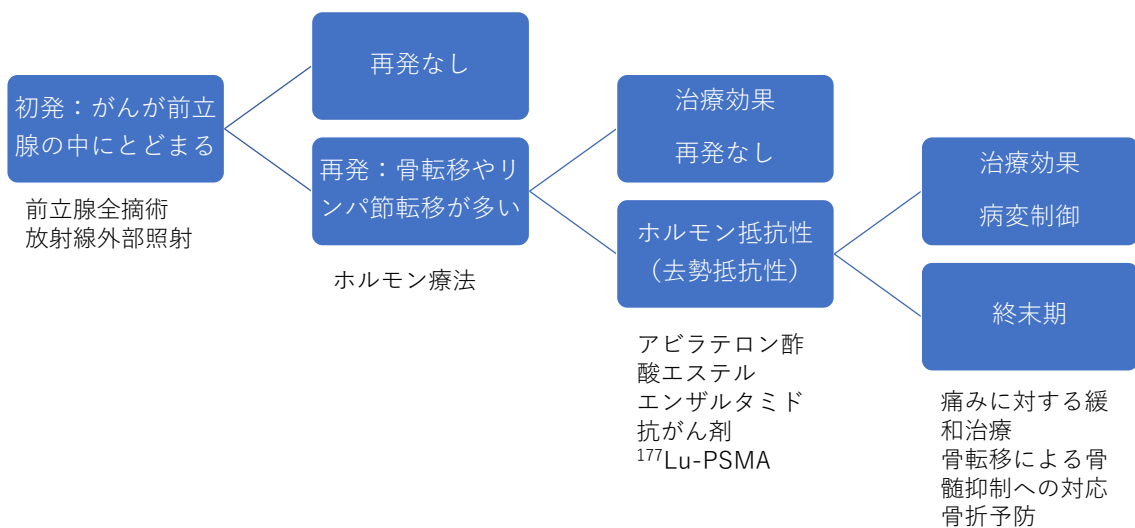 初発：がんが前立
腺の中にとどまる
前立腺全摘術
放射線外部照射
再発なし
再発：骨転移やリ
ンパ節転移が多い
ホルモン療法
治療効果
再発なし
ホルモン抵抗性
（去勢抵抗性）
アビラテロン酢
酸エステル
エンザルタミド
抗がん剤
¹⁷⁷Lu-PSMA
治療効果
病変制御
終末期
痛みに対する緩
和治療
骨転移による骨
髄抑制への対応
骨折予防